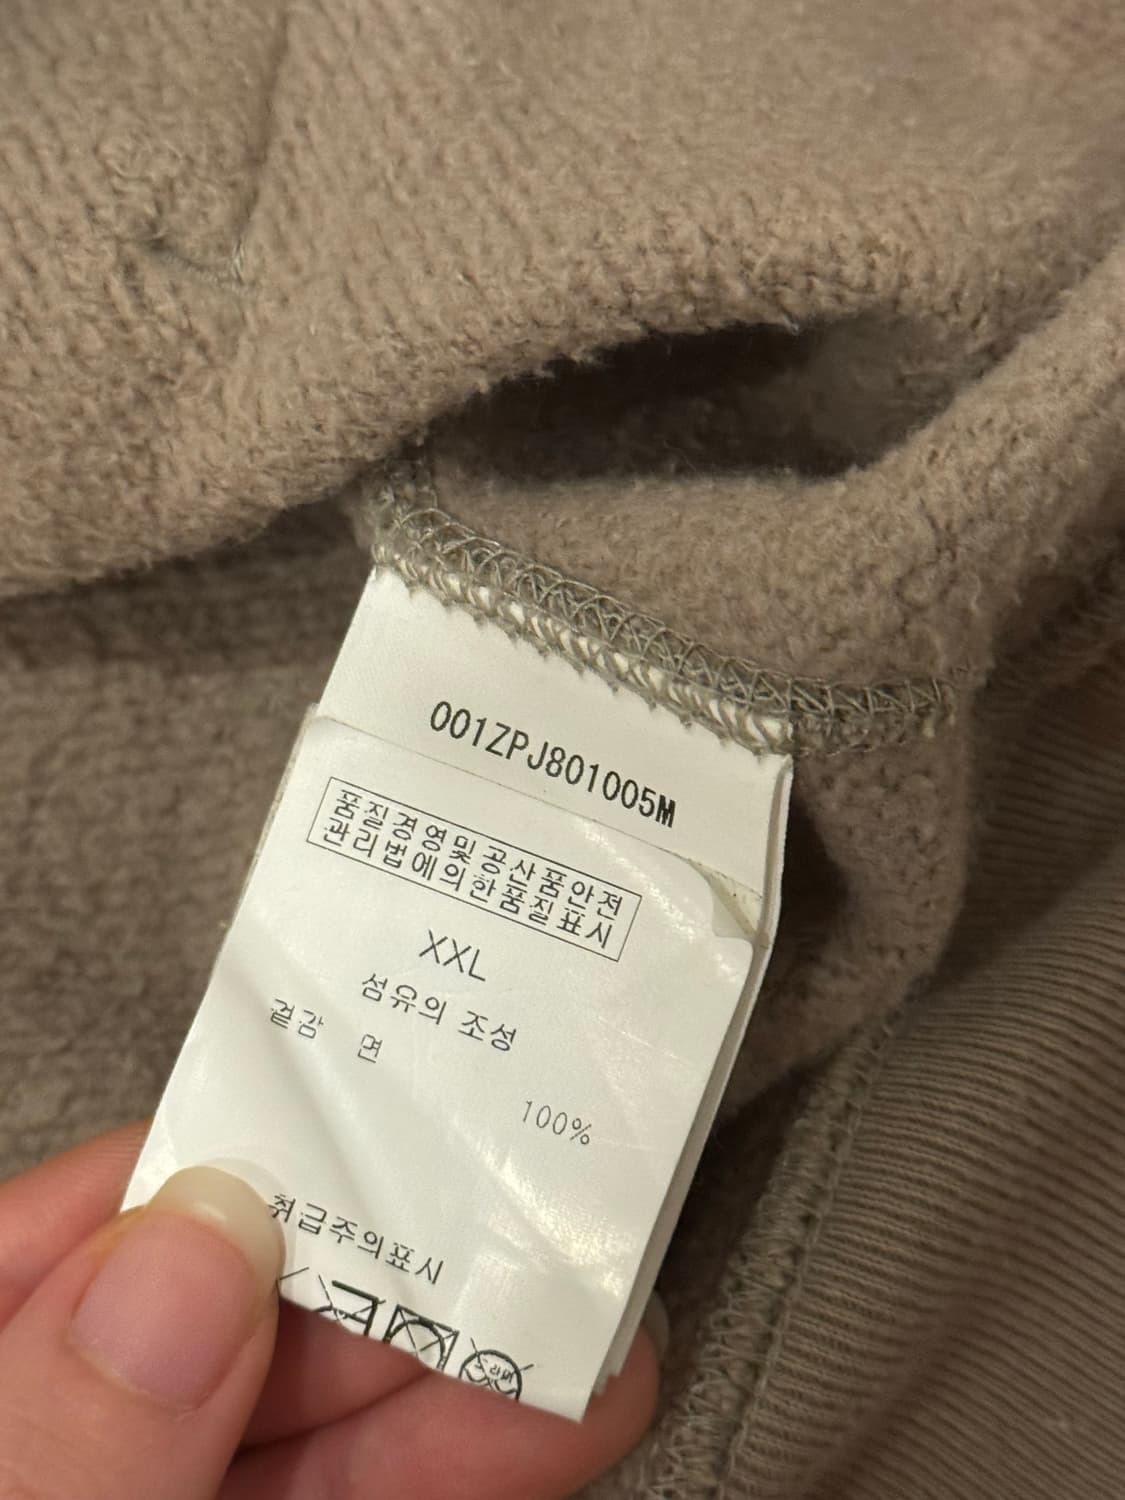 001ZPJ801005M
품질경영및공산품안전
관리법에의한품질표시
XXL
섬유의 조성
겉감 면
100%
취급주의표시